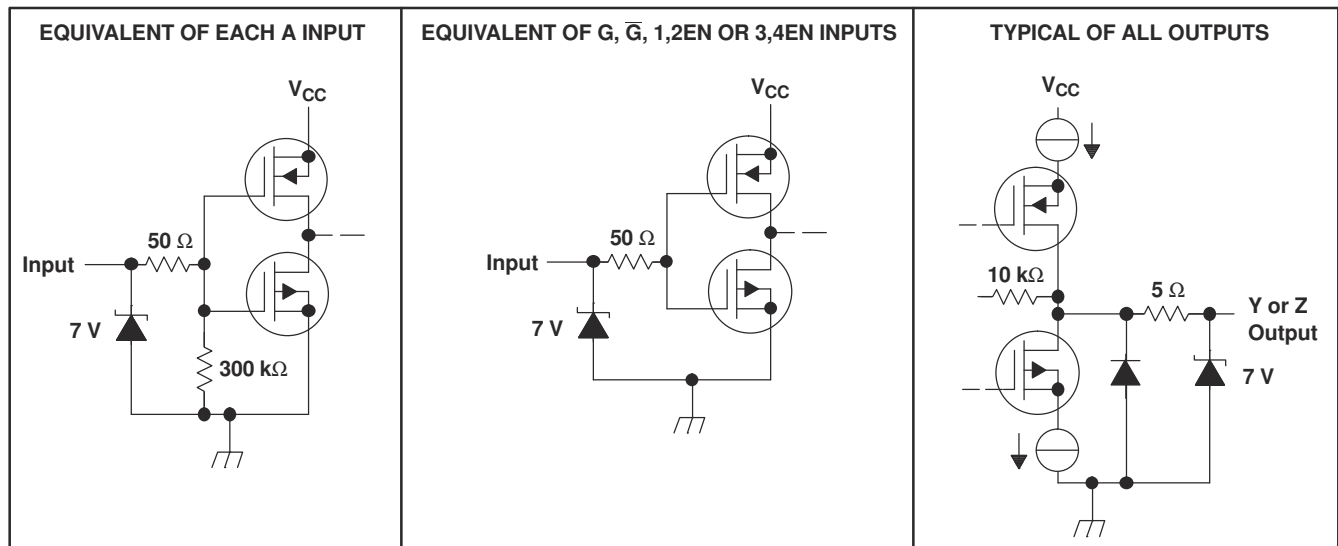 EQUIVALENT OF EACH A INPUT
VCC
50 Ω
Input
7 V
300 kΩ
EQUIVALENT OF G, G̅, 1,2EN OR 3,4EN INPUTS
VCC
50 Ω
Input
7 V
TYPICAL OF ALL OUTPUTS
VCC
10 kΩ
5 Ω
Y or Z
Output
7 V